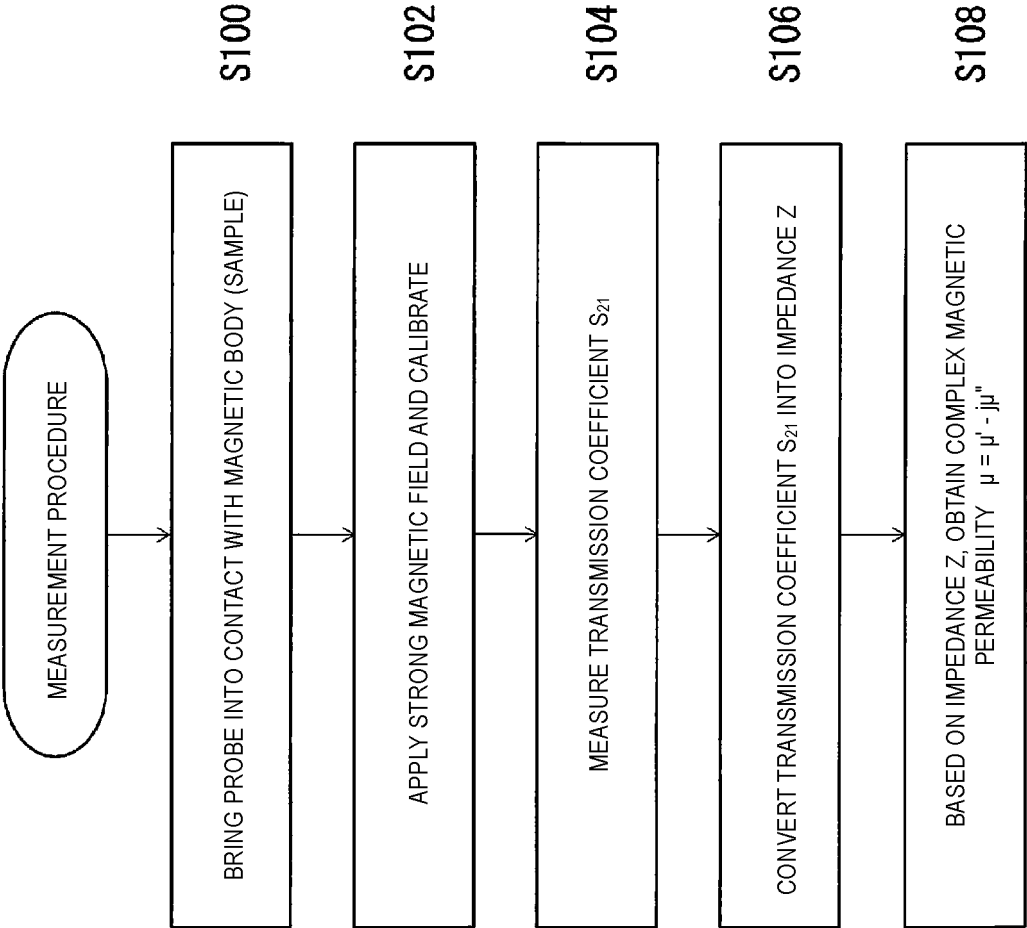 MEASUREMENT PROCEDURE
BRING PROBE INTO CONTACT WITH MAGNETIC BODY (SAMPLE)
S100
APPLY STRONG MAGNETIC FIELD AND CALIBRATE
S102
MEASURE TRANSMISSION COEFFICIENT S₂₁
S104
CONVERT TRANSMISSION COEFFICIENT S₂₁ INTO IMPEDANCE Z
S106
BASED ON IMPEDANCE Z, OBTAIN COMPLEX MAGNETIC
PERMEABILITY μ = μ' - jμ"
S108